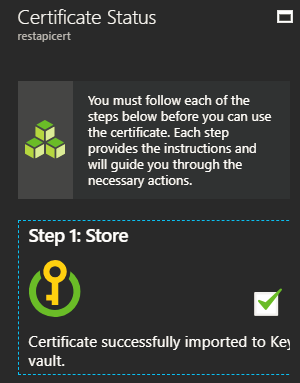 Certificate Status
restapicert
You must follow each of the
steps below before you can use
the certificate. Each step
provides the instructions and
will guide you through the
necessary actions.
Step 1: Store
Certificate successfully imported to Key
vault.